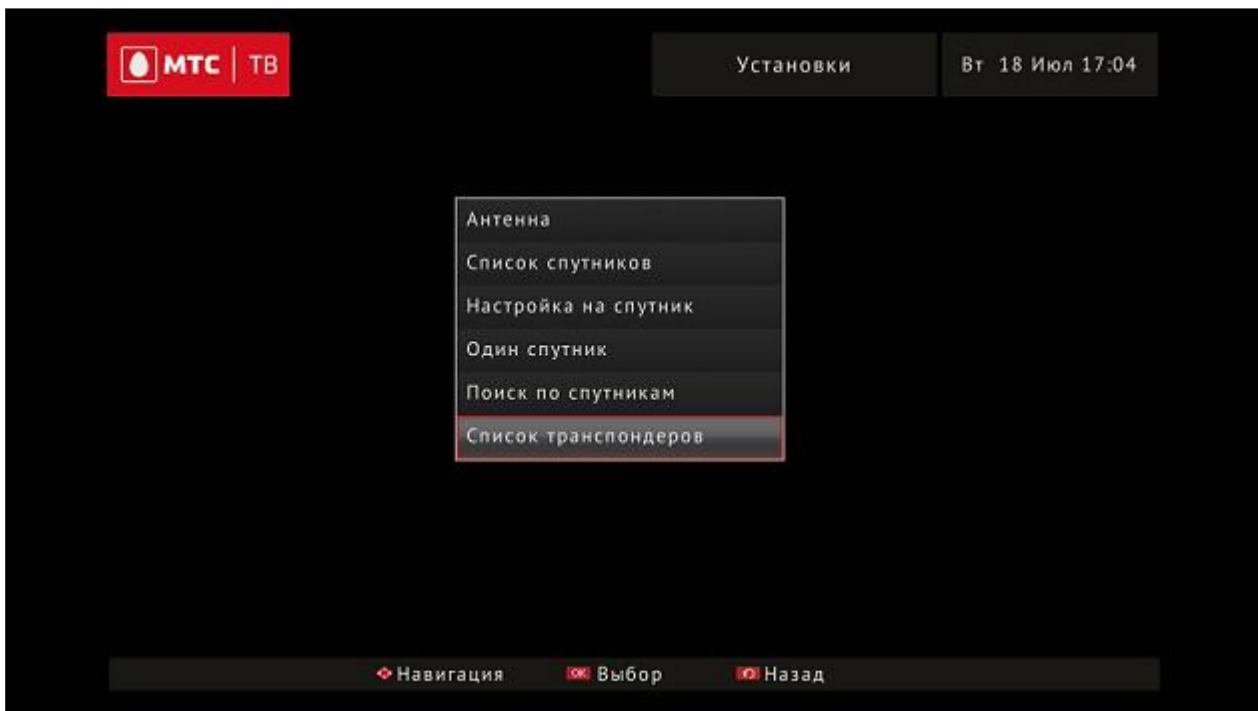 МТС | ТВ
Установки
Вт 18 Июл 17:04
Антенна
Список спутников
Настройка на спутник
Один спутник
Поиск по спутникам
Список транспондеров
Навигация OK Выбор Назад